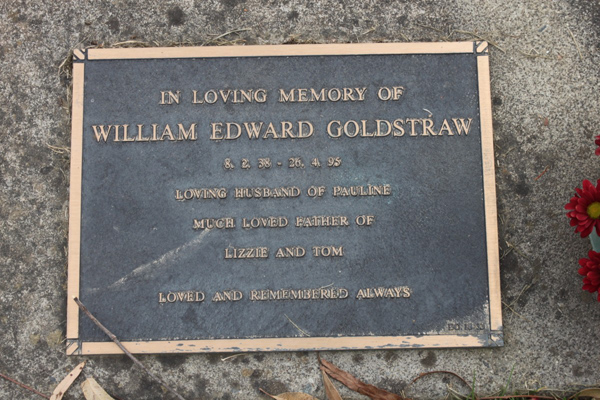 IN LOVING MEMORY OF
WILLIAM EDWARD GOLDSTRAW
8. 2. 38 - 26. 4. 95
LOVING HUSBAND OF PAULINE
MUCH LOVED FATHER OF
LIZZIE AND TOM
LOVED AND REMEMBERED ALWAYS